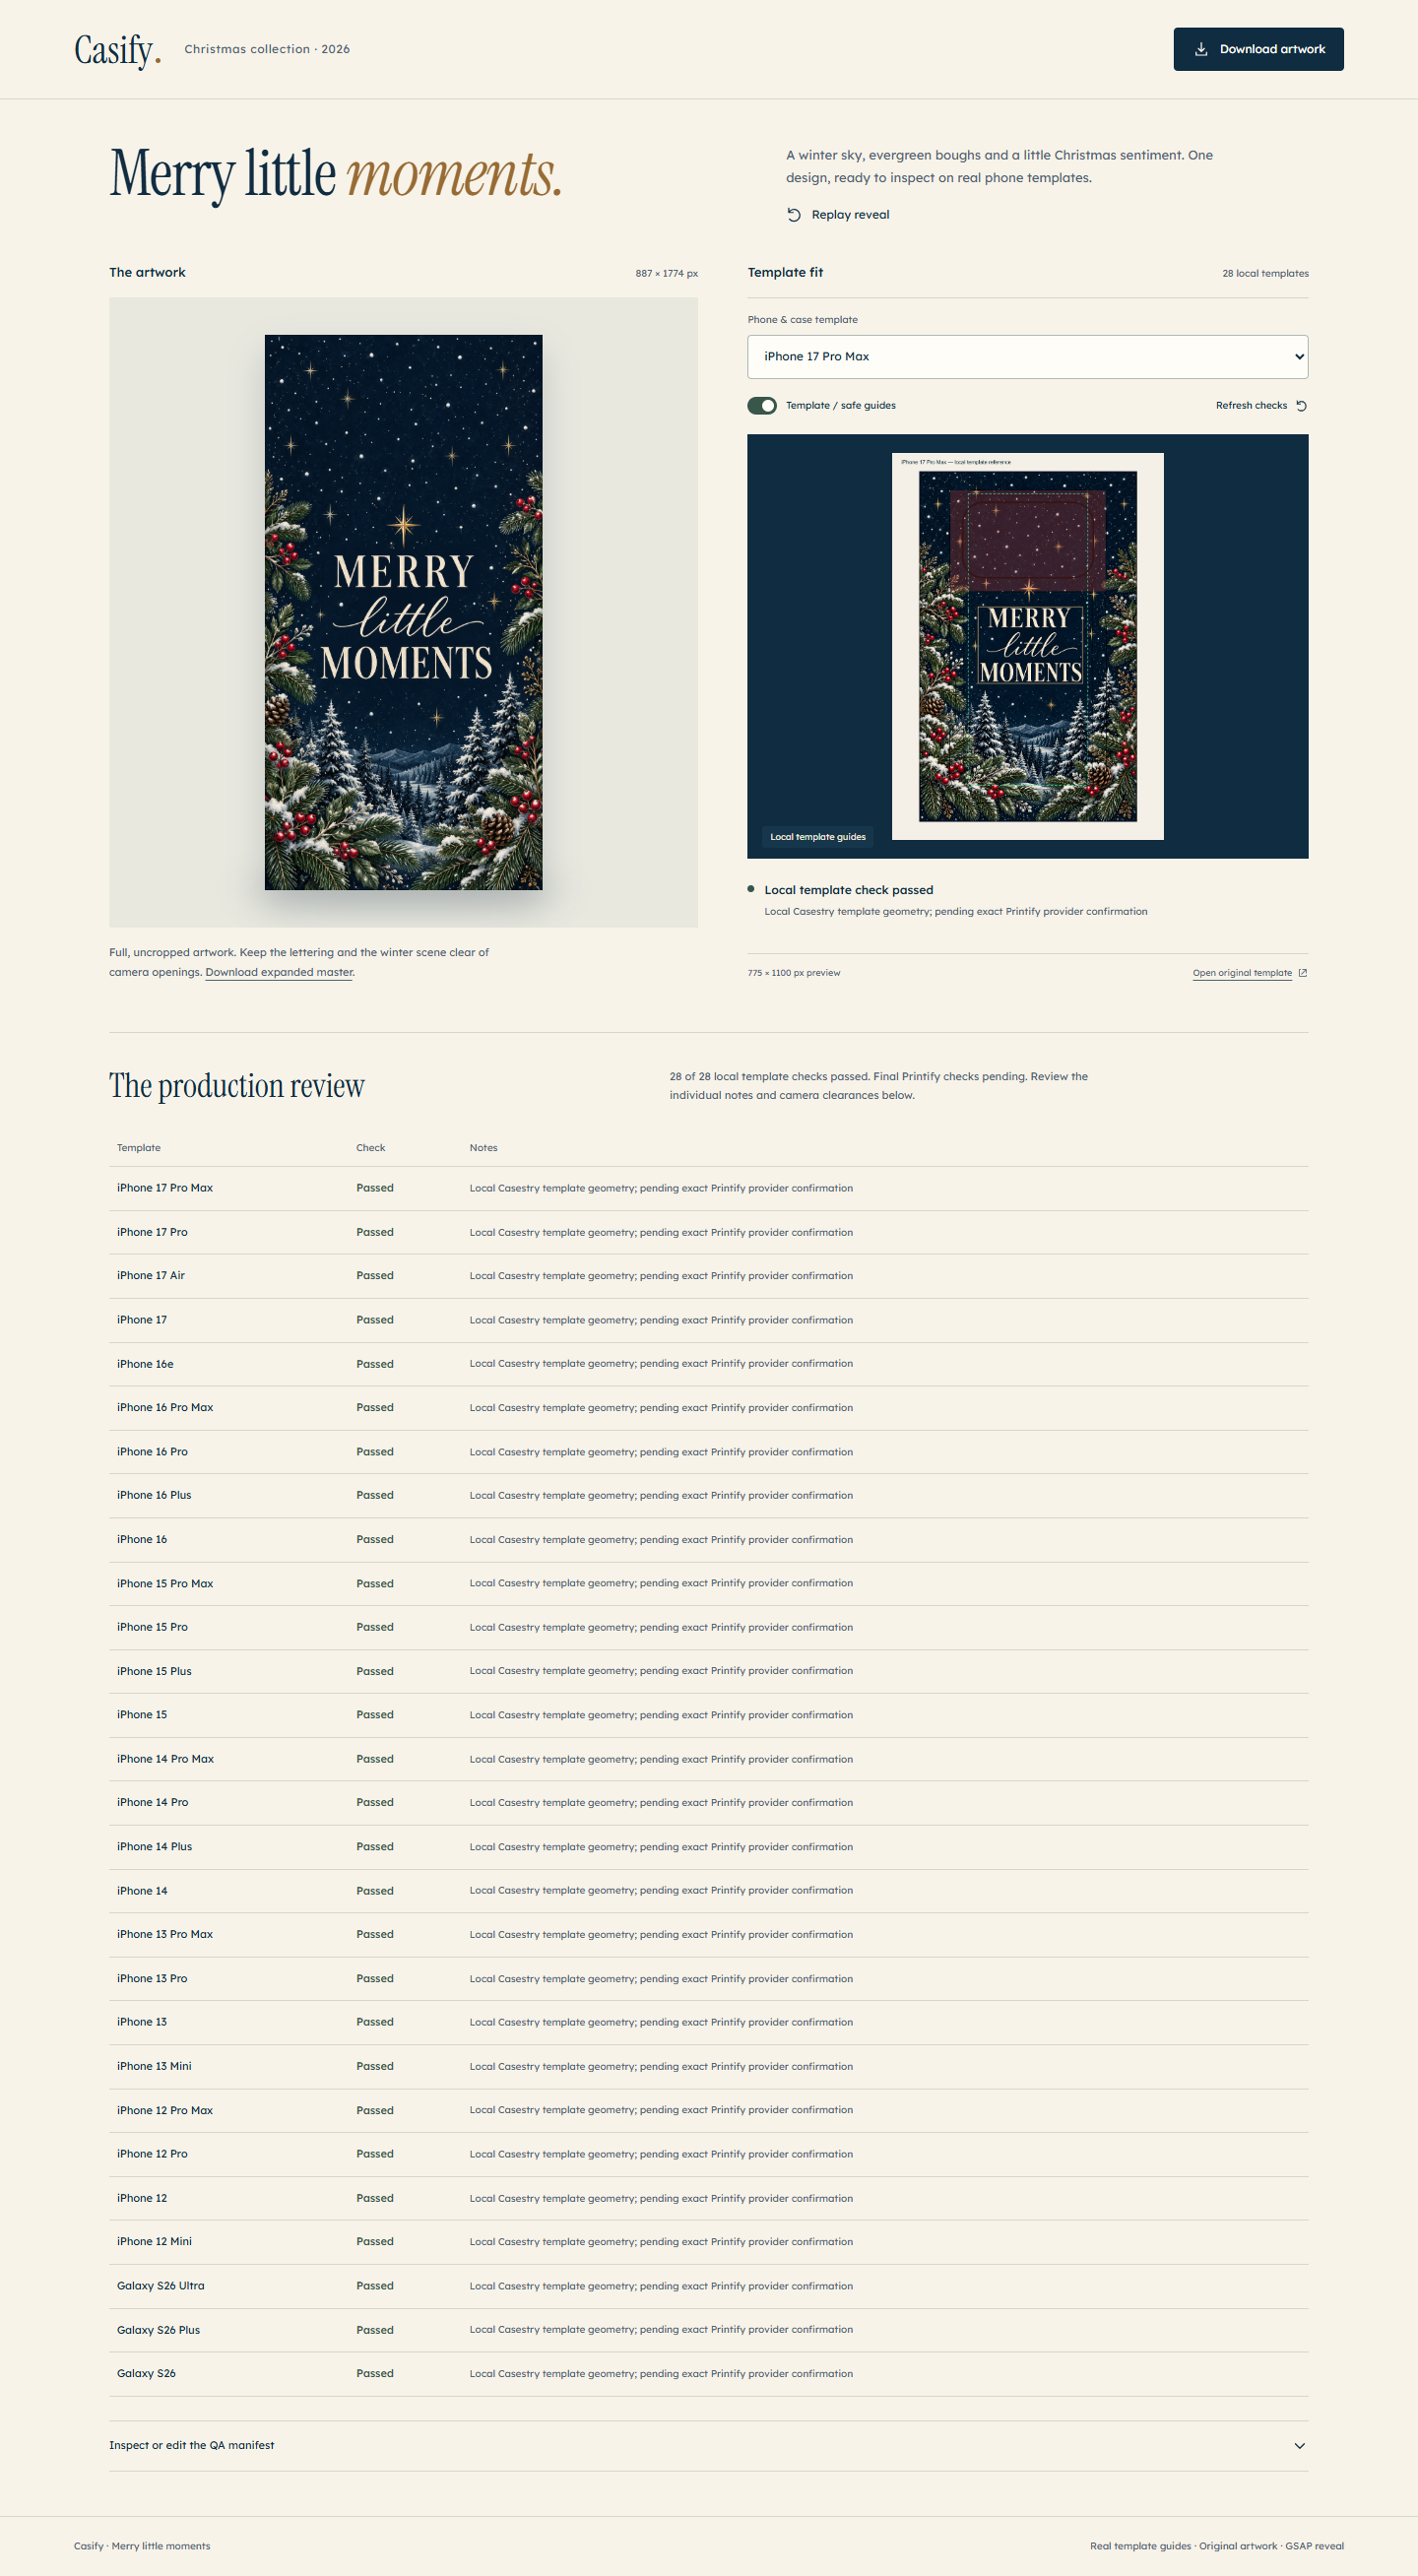 Casify.
Christmas collection · 2026
Download artwork
Merry little moments.
A winter sky, evergreen boughs and a little Christmas sentiment. One
design, ready to inspect on real phone templates.
Replay reveal
The artwork
887 × 1774 px
MERRY
little
MOMENTS
Full, uncropped artwork. Keep the lettering and the winter scene clear of
camera openings. Download expanded master.
Template fit
28 local templates
Phone & case template
iPhone 17 Pro Max
Template / safe guides
Refresh checks
iPhone 17 Pro Max — local template reference
MERRY
little
MOMENTS
Local template guides
Local template check passed
Local Casestry template geometry; pending exact Printify provider confirmation
775 × 1100 px preview
Open original template
The production review
28 of 28 local template checks passed. Final Printify checks pending. Review the
individual notes and camera clearances below.
Template Check Notes
iPhone 17 Pro Max Passed Local Casestry template geometry; pending exact Printify provider confirmation
iPhone 17 Pro Passed Local Casestry template geometry; pending exact Printify provider confirmation
iPhone 17 Air Passed Local Casestry template geometry; pending exact Printify provider confirmation
iPhone 17 Passed Local Casestry template geometry; pending exact Printify provider confirmation
iPhone 16e Passed Local Casestry template geometry; pending exact Printify provider confirmation
iPhone 16 Pro Max Passed Local Casestry template geometry; pending exact Printify provider confirmation
iPhone 16 Pro Passed Local Casestry template geometry; pending exact Printify provider confirmation
iPhone 16 Plus Passed Local Casestry template geometry; pending exact Printify provider confirmation
iPhone 16 Passed Local Casestry template geometry; pending exact Printify provider confirmation
iPhone 15 Pro Max Passed Local Casestry template geometry; pending exact Printify provider confirmation
iPhone 15 Pro Passed Local Casestry template geometry; pending exact Printify provider confirmation
iPhone 15 Plus Passed Local Casestry template geometry; pending exact Printify provider confirmation
iPhone 15 Passed Local Casestry template geometry; pending exact Printify provider confirmation
iPhone 14 Pro Max Passed Local Casestry template geometry; pending exact Printify provider confirmation
iPhone 14 Pro Passed Local Casestry template geometry; pending exact Printify provider confirmation
iPhone 14 Plus Passed Local Casestry template geometry; pending exact Printify provider confirmation
iPhone 14 Passed Local Casestry template geometry; pending exact Printify provider confirmation
iPhone 13 Pro Max Passed Local Casestry template geometry; pending exact Printify provider confirmation
iPhone 13 Pro Passed Local Casestry template geometry; pending exact Printify provider confirmation
iPhone 13 Passed Local Casestry template geometry; pending exact Printify provider confirmation
iPhone 13 Mini Passed Local Casestry template geometry; pending exact Printify provider confirmation
iPhone 12 Pro Max Passed Local Casestry template geometry; pending exact Printify provider confirmation
iPhone 12 Pro Passed Local Casestry template geometry; pending exact Printify provider confirmation
iPhone 12 Passed Local Casestry template geometry; pending exact Printify provider confirmation
iPhone 12 Mini Passed Local Casestry template geometry; pending exact Printify provider confirmation
Galaxy S26 Ultra Passed Local Casestry template geometry; pending exact Printify provider confirmation
Galaxy S26 Plus Passed Local Casestry template geometry; pending exact Printify provider confirmation
Galaxy S26 Passed Local Casestry template geometry; pending exact Printify provider confirmation
Inspect or edit the QA manifest
Casify · Merry little moments
Real template guides · Original artwork · GSAP reveal